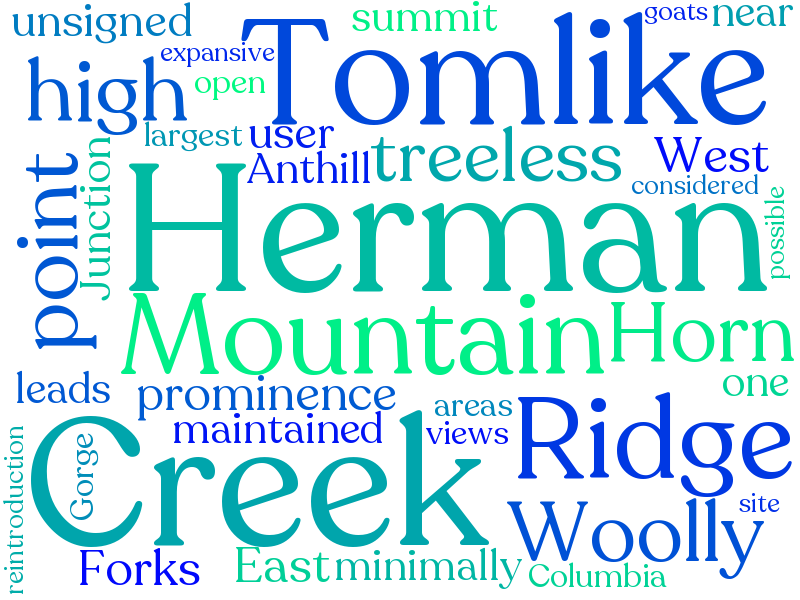 unsigned
summit
goats
near
expansive
Tomlike
high
open
largest
user
treeless
West
Anthill
considered
Junction
point
Herman
possible
Mountain
Horn
leads
prominence
one
areas
Ridge
maintained
views
Creek
Gorge
reintroduction
Woolly
site
Forks
East
minimally
Columbia